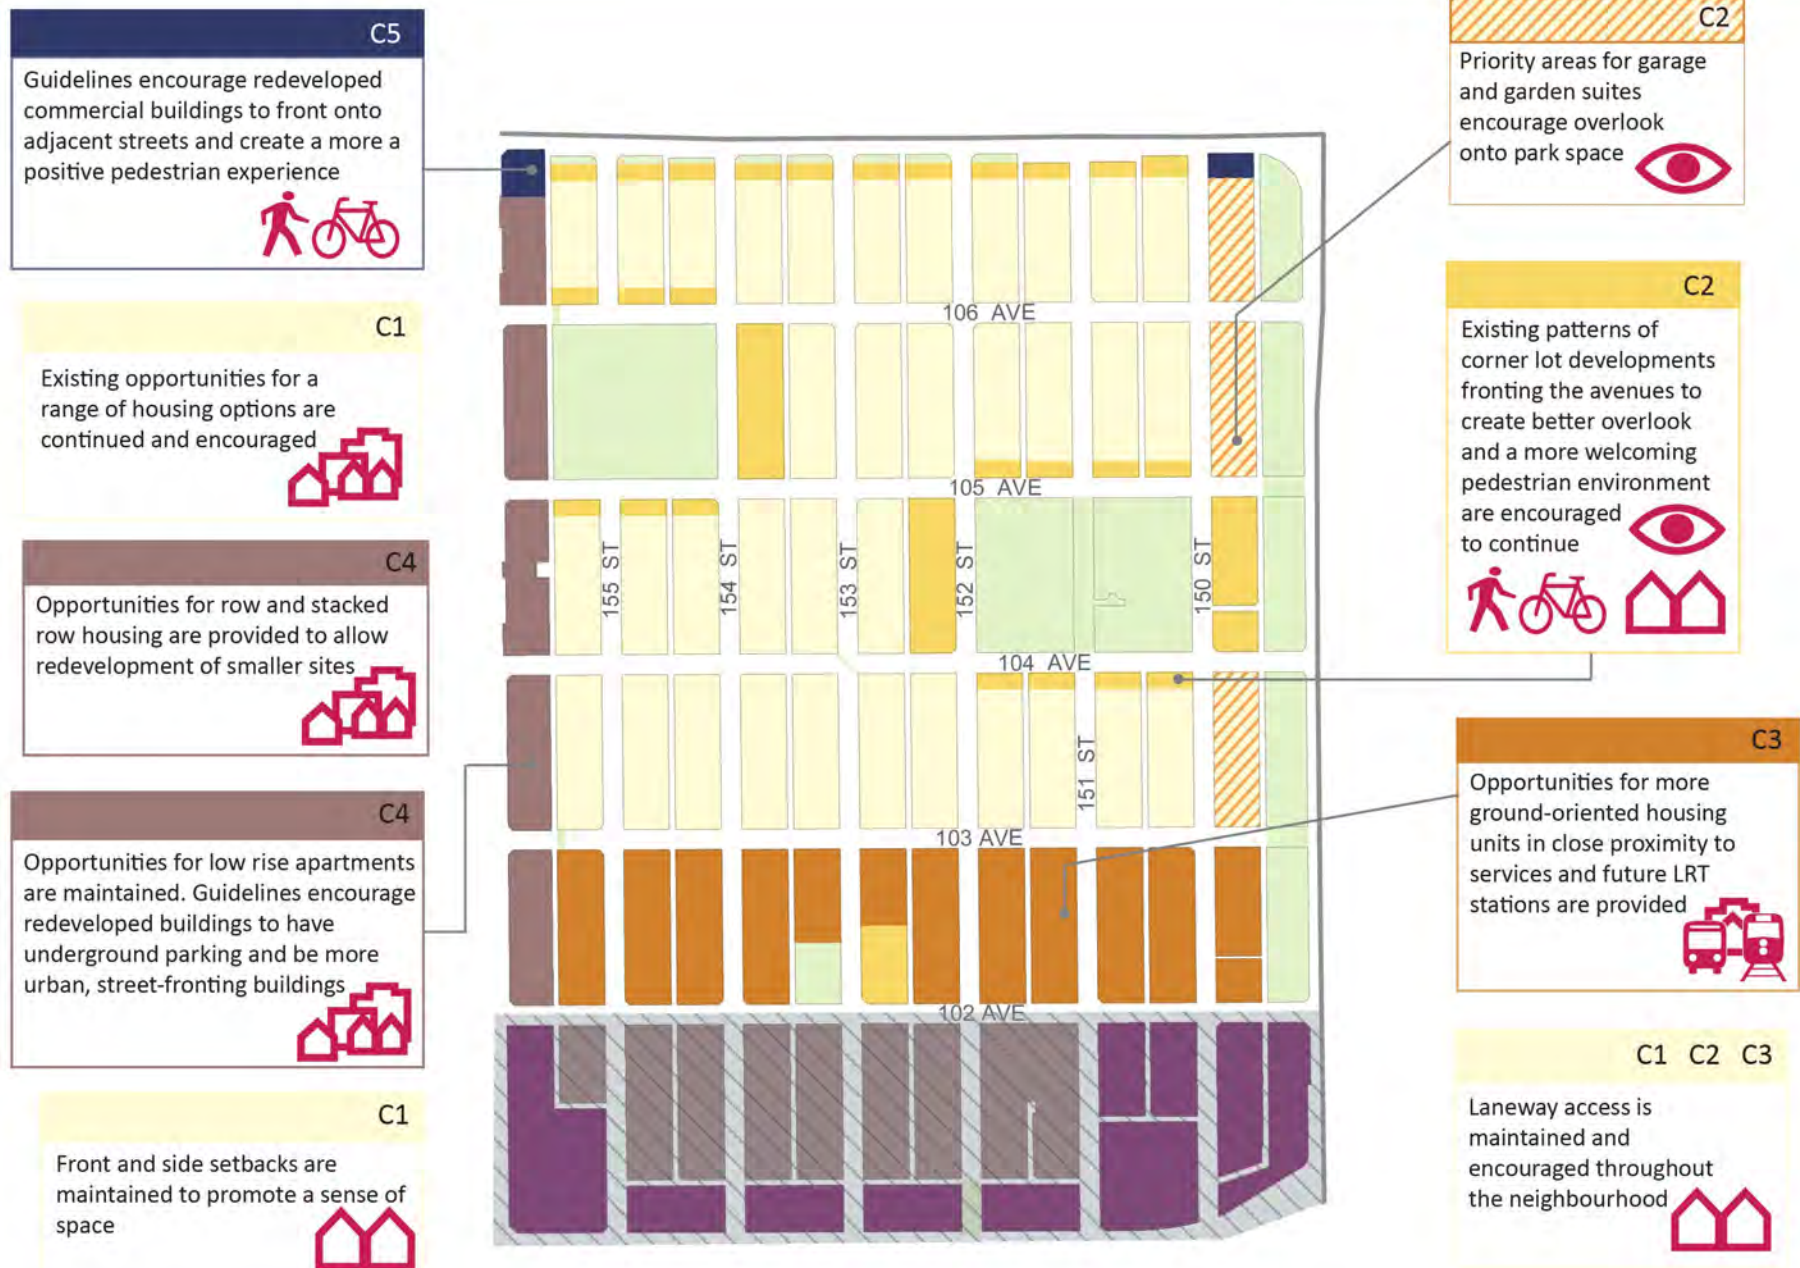 C5
Guidelines encourage redeveloped
commercial buildings to front onto
adjacent streets and create a more a
positive pedestrian experience
C1
Existing opportunities for a
range of housing options are
continued and encouraged
C4
Opportunities for row and stacked
row housing are provided to allow
redevelopment of smaller sites
C4
Opportunities for low rise apartments
are maintained. Guidelines encourage
redeveloped buildings to have
underground parking and be more
urban, street-fronting buildings
C1
Front and side setbacks are
maintained to promote a sense of
space
106 AVE
105 AVE
155 ST
154 ST
153 ST
152 ST
150 ST
104 AVE
151 ST
103 AVE
102 AVE
C2
Priority areas for garage
and garden suites
encourage overlook
onto park space
C2
Existing patterns of
corner lot developments
fronting the avenues to
create better overlook
and a more welcoming
pedestrian environment
are encouraged
to continue
C3
Opportunities for more
ground-oriented housing
units in close proximity to
services and future LRT
stations are provided
C1 C2 C3
Laneway access is
maintained and
encouraged throughout
the neighbourhood